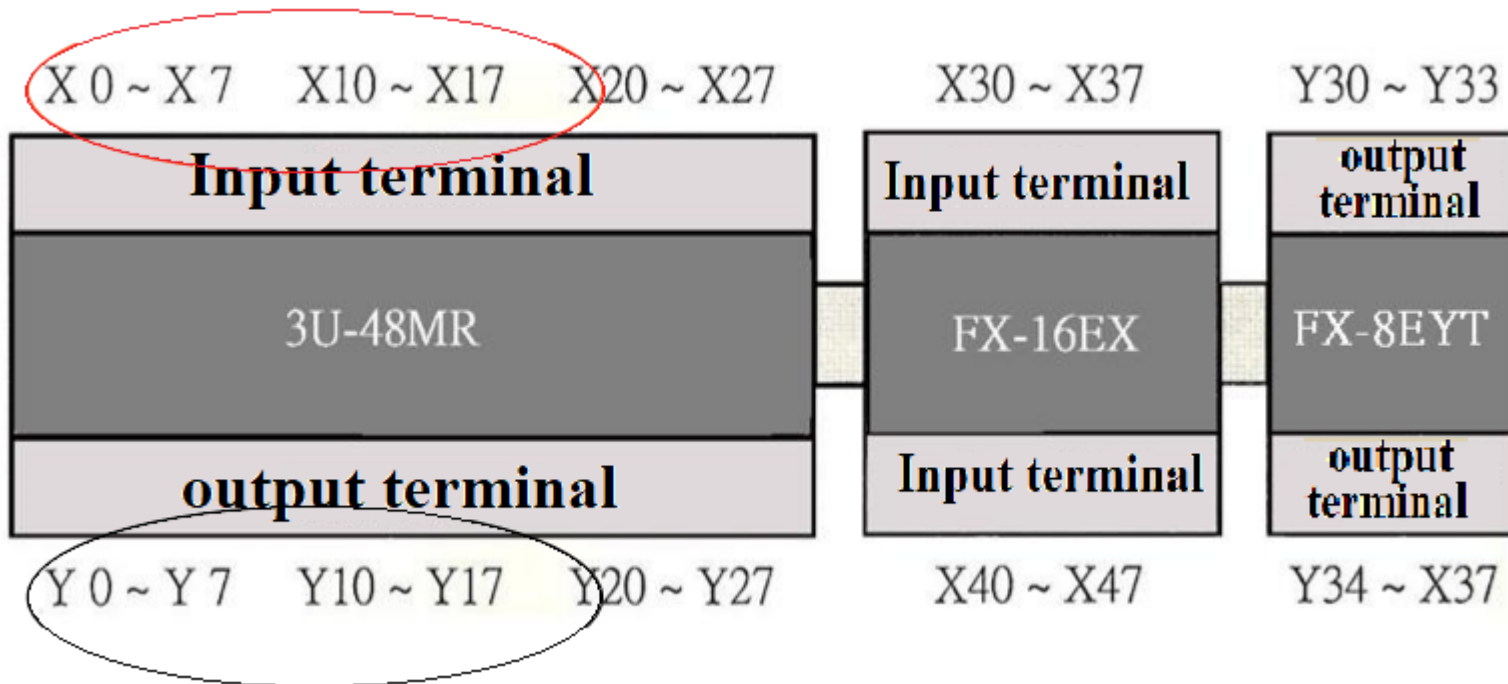 X 0 ~ X 7 X10 ~ X17 X20 ~ X27 X30 ~ X37 Y30 ~ Y33
Input terminal
Input terminal
output
terminal
3U-48MR FX-16EX FX-8EYT
output terminal
Input terminal
output
terminal
Y 0 ~ Y 7 Y10 ~ Y17 Y20 ~ Y27 X40 ~ X47 Y34 ~ X37